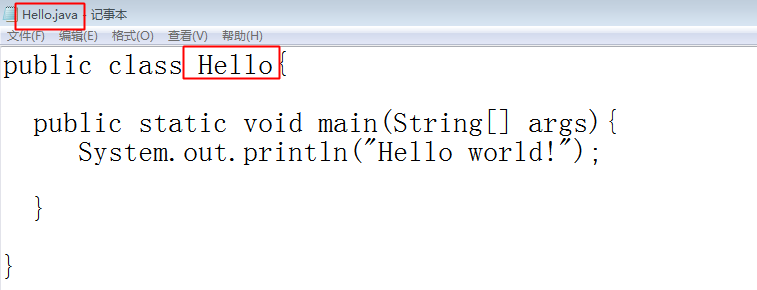 Hello.java - 记事本
文件(F) 编辑(E) 格式(O) 查看(V) 帮助(H)
public class Hello{
public static void main(String[] args){
System.out.println("Hello world!");
}
}